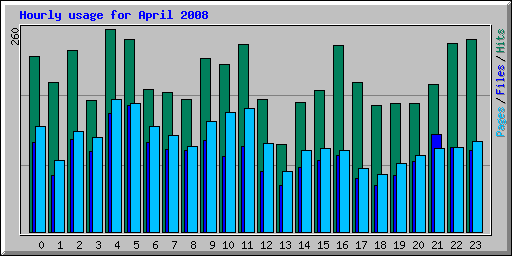 Hourly usage for April 2008
260
Pages/Files/Hits
0 1 2 3 4 5 6 7 8 9 10 11 12 13 14 15 16 17 18 19 20 21 22 23